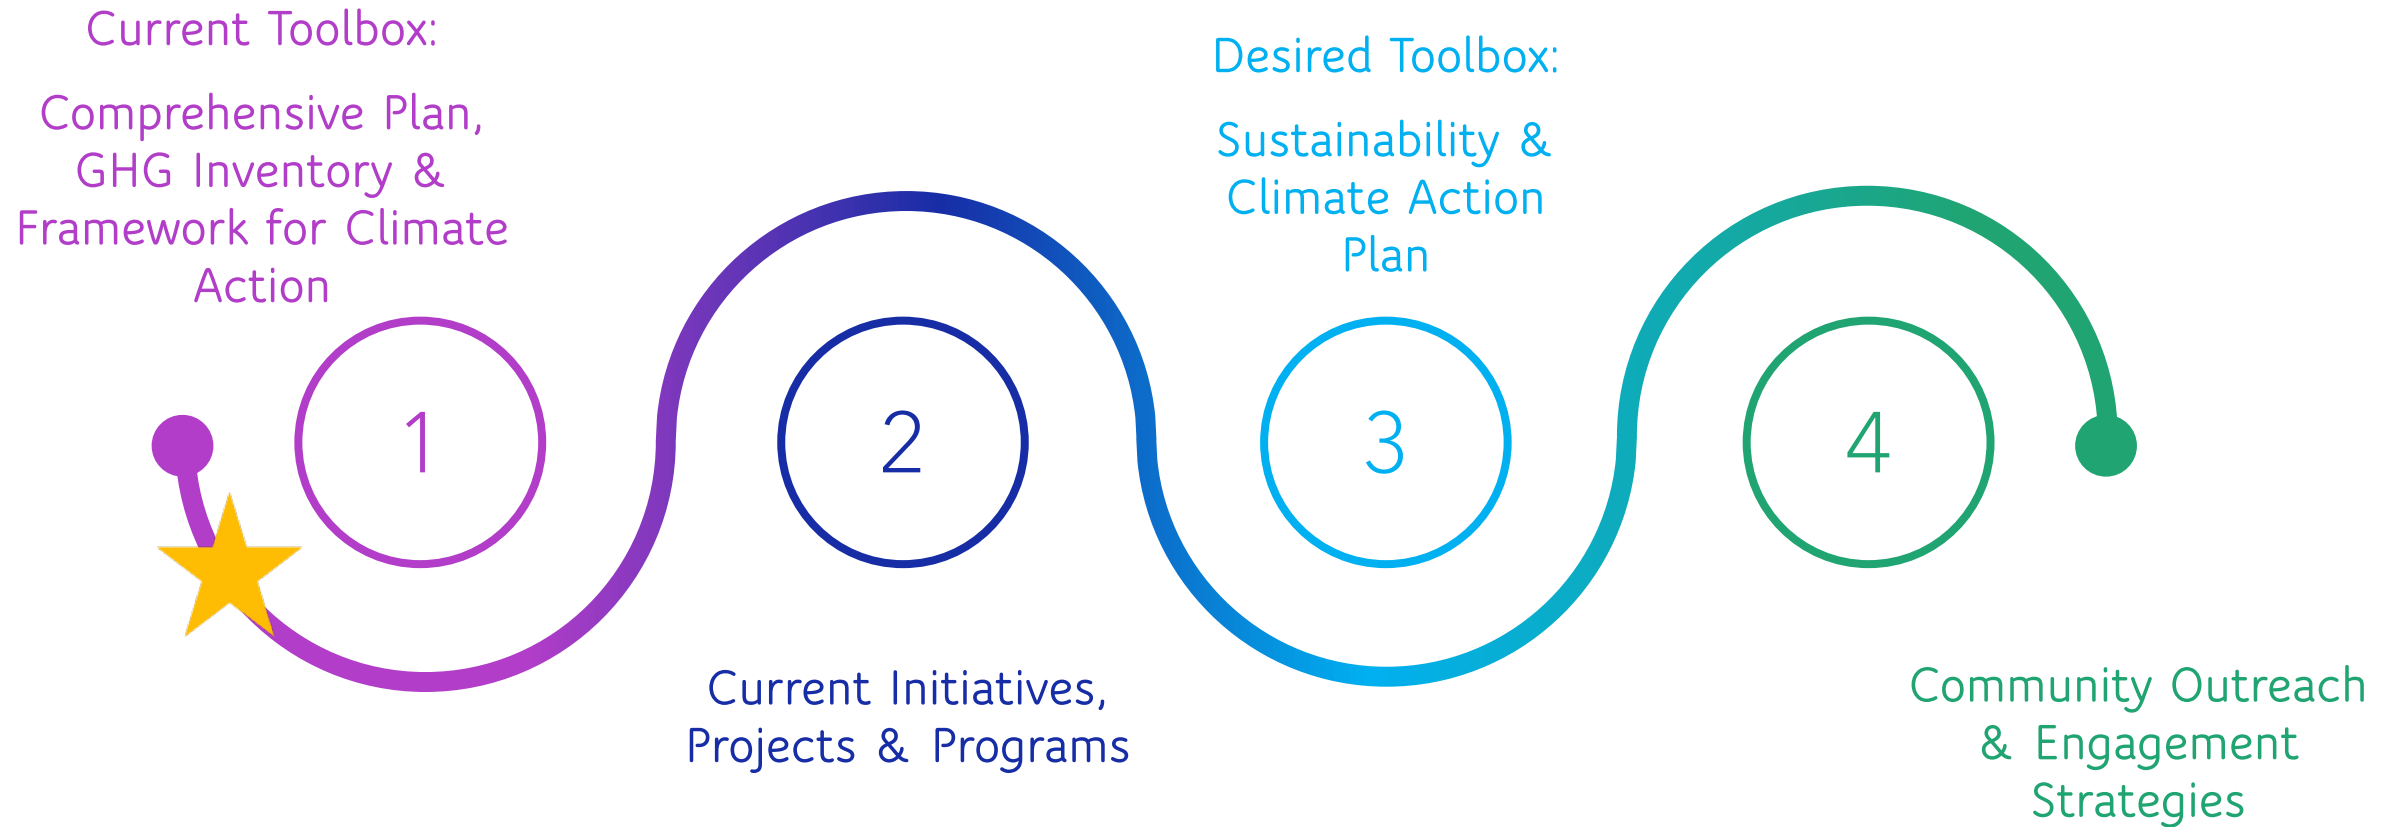 Current Toolbox:
Comprehensive Plan,
GHG Inventory &
Framework for Climate
Action
1
2
Current Initiatives,
Projects & Programs
Desired Toolbox:
Sustainability &
Climate Action
Plan
3
4
Community Outreach
& Engagement
Strategies